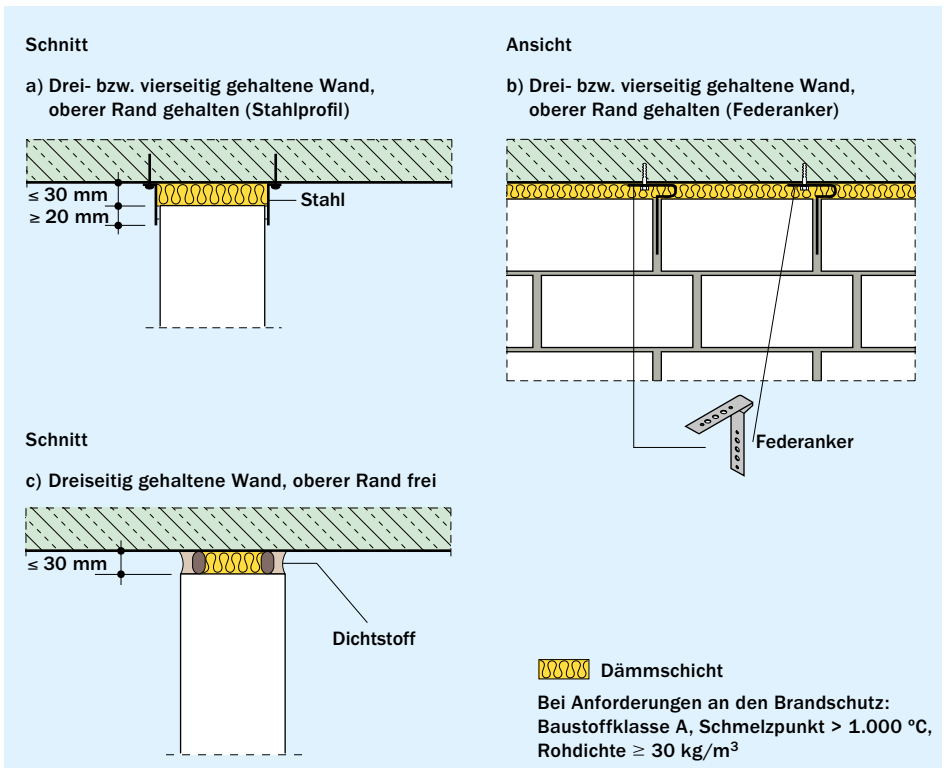 Schnitt
a) Drei- bzw. vierseitig gehaltene Wand,
oberer Rand gehalten (Stahlprofil)
≤ 30 mm
≥ 20 mm
Stahl
Ansicht
b) Drei- bzw. vierseitig gehaltene Wand,
oberer Rand gehalten (Federanker)
Federanker
Schnitt
c) Dreiseitig gehaltene Wand, oberer Rand frei
≤ 30 mm
Dichtstoff
Dämmschicht
Bei Anforderungen an den Brandschutz:
Baustoffklasse A, Schmelzpunkt > 1.000 ºC,
Rohdichte ≥ 30 kg/m³